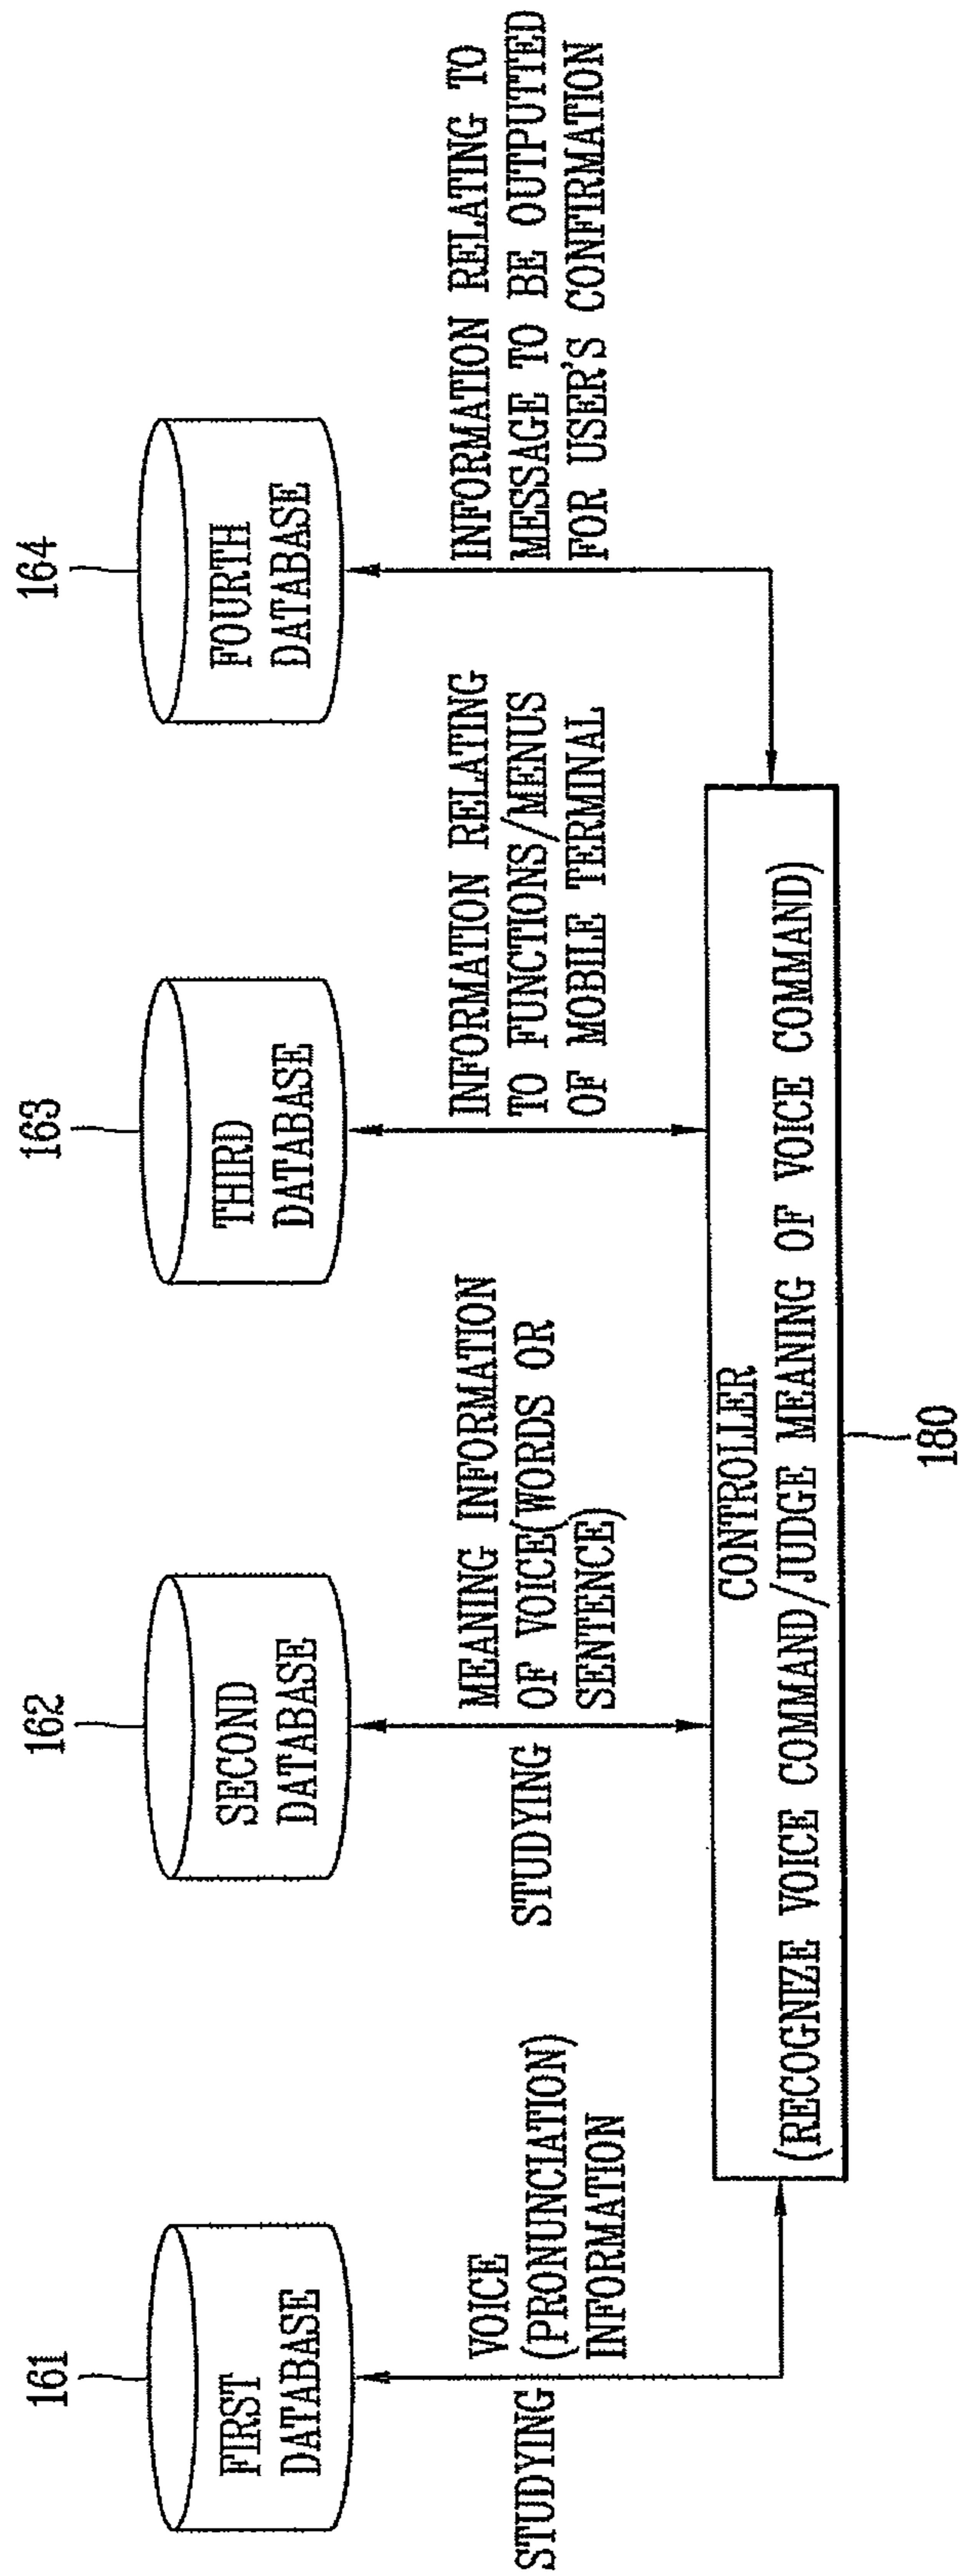 161
FIRST
DATABASE
162
SECOND
DATABASE
163
THIRD
DATABASE
164
FOURTH
DATABASE
STUDYING
VOICE
(PRONUNCIATION)
INFORMATION
STUDYING
MEANING INFORMATION
OF VOICE(WORDS OR
SENTENCE)
INFORMATION RELATING
TO FUNCTIONS/MENUS
OF MOBILE TERMINAL
INFORMATION RELATING TO
MESSAGE TO BE OUTPUTTED
FOR USER'S CONFIRMATION
CONTROLLER
(RECOGNIZE VOICE COMMAND/JUDGE MEANING OF VOICE COMMAND)
180